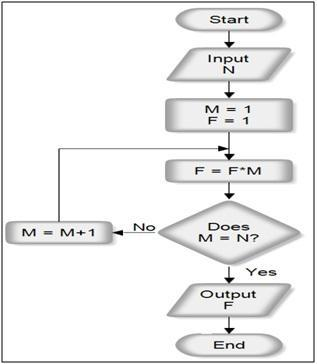 Start
Input
N
M = 1
F = 1
F = F*M
Does
M = N?
No
M = M+1
Yes
Output
F
End